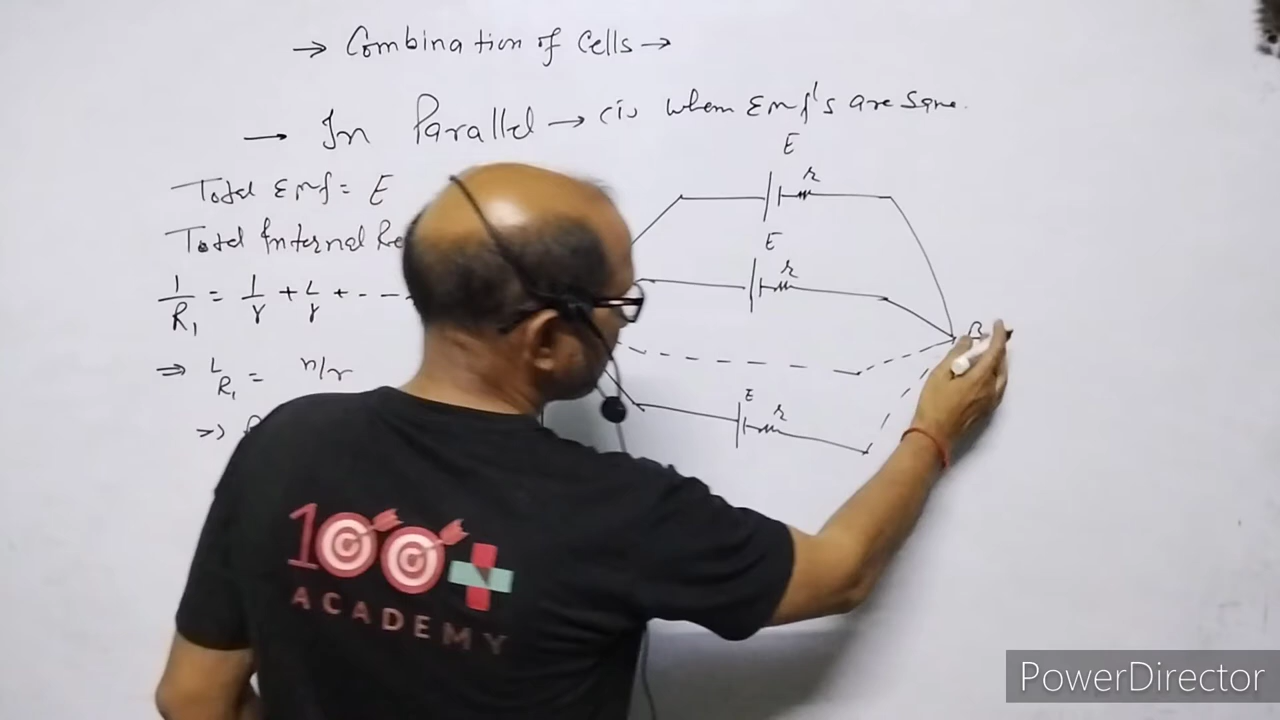 → Combination of Cells →
→ In Parallel → (i) when Emf's are same.
Total Emf = E
Total Internal Re
1/R₁ = 1/r + 1/r + - - -
⇒ 1/R₁ = n/r
⇒
E
r
E
r
B
E
r
100+
ACADEMY
PowerDirector